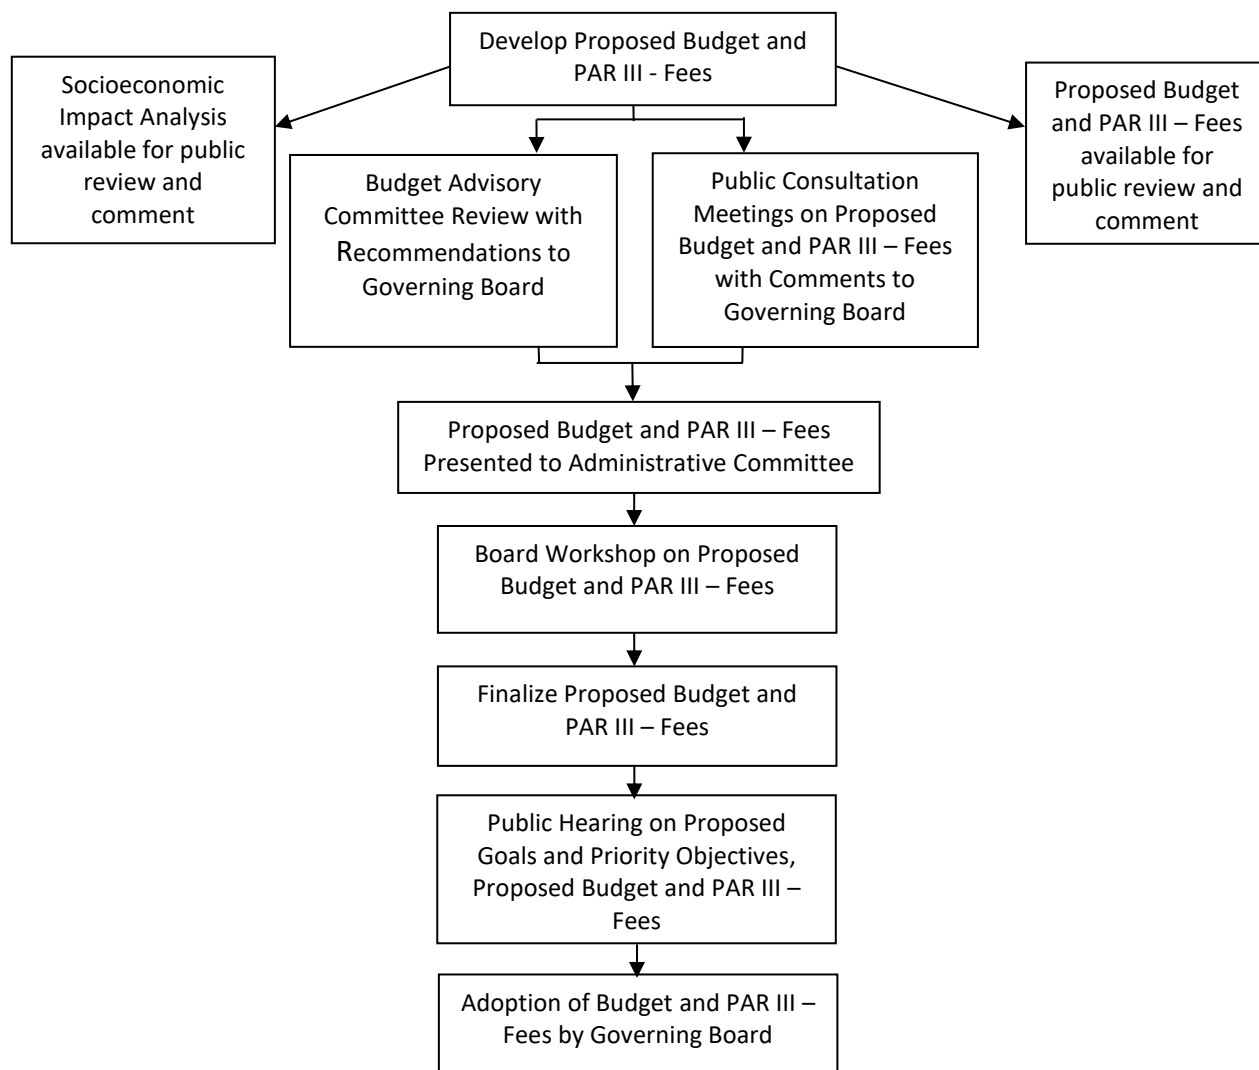 Develop Proposed Budget and
PAR III - Fees
Socioeconomic
Impact Analysis
available for public
review and
comment
Proposed Budget
and PAR III – Fees
available for
public review and
comment
Budget Advisory
Committee Review with
Recommendations to
Governing Board
Public Consultation
Meetings on Proposed
Budget and PAR III – Fees
with Comments to
Governing Board
Proposed Budget and PAR III – Fees
Presented to Administrative Committee
Board Workshop on Proposed
Budget and PAR III – Fees
Finalize Proposed Budget and
PAR III – Fees
Public Hearing on Proposed
Goals and Priority Objectives,
Proposed Budget and PAR III –
Fees
Adoption of Budget and PAR III –
Fees by Governing Board